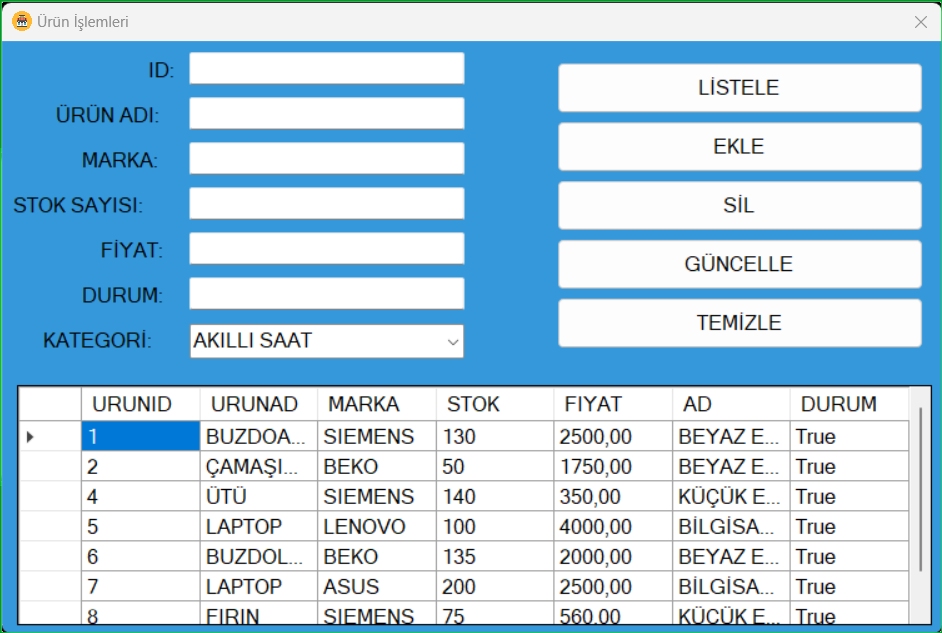 Ürün İşlemleri
ID:
ÜRÜN ADI:
MARKA:
STOK SAYISI:
FİYAT:
DURUM:
KATEGORİ: AKILLI SAAT
LİSTELE
EKLE
SİL
GÜNCELLE
TEMİZLE
URUNID URUNAD MARKA STOK FIYAT AD DURUM
1 BUZDOA... SIEMENS 130 2500,00 BEYAZ E... True
2 ÇAMAŞI... BEKO 50 1750,00 BEYAZ E... True
4 ÜTÜ SIEMENS 140 350,00 KÜÇÜK E... True
5 LAPTOP LENOVO 100 4000,00 BİLGİSA... True
6 BUZDOL... BEKO 135 2000,00 BEYAZ E... True
7 LAPTOP ASUS 200 2500,00 BİLGİSA... True
8 FIRIN SIEMENS 75 560,00 KÜÇÜK E... True